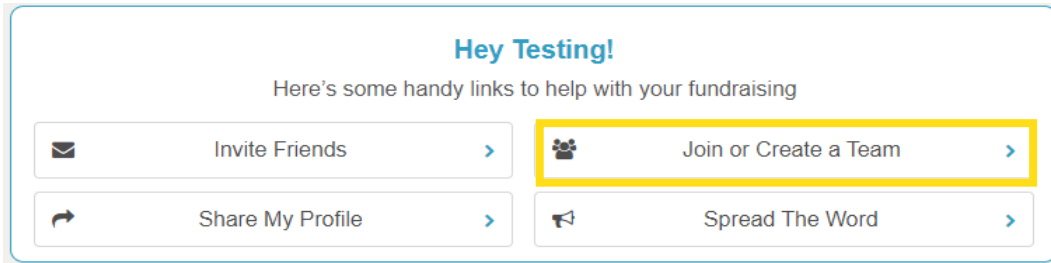 Hey Testing!
Here's some handy links to help with your fundraising
Invite Friends
Join or Create a Team
Share My Profile
Spread The Word